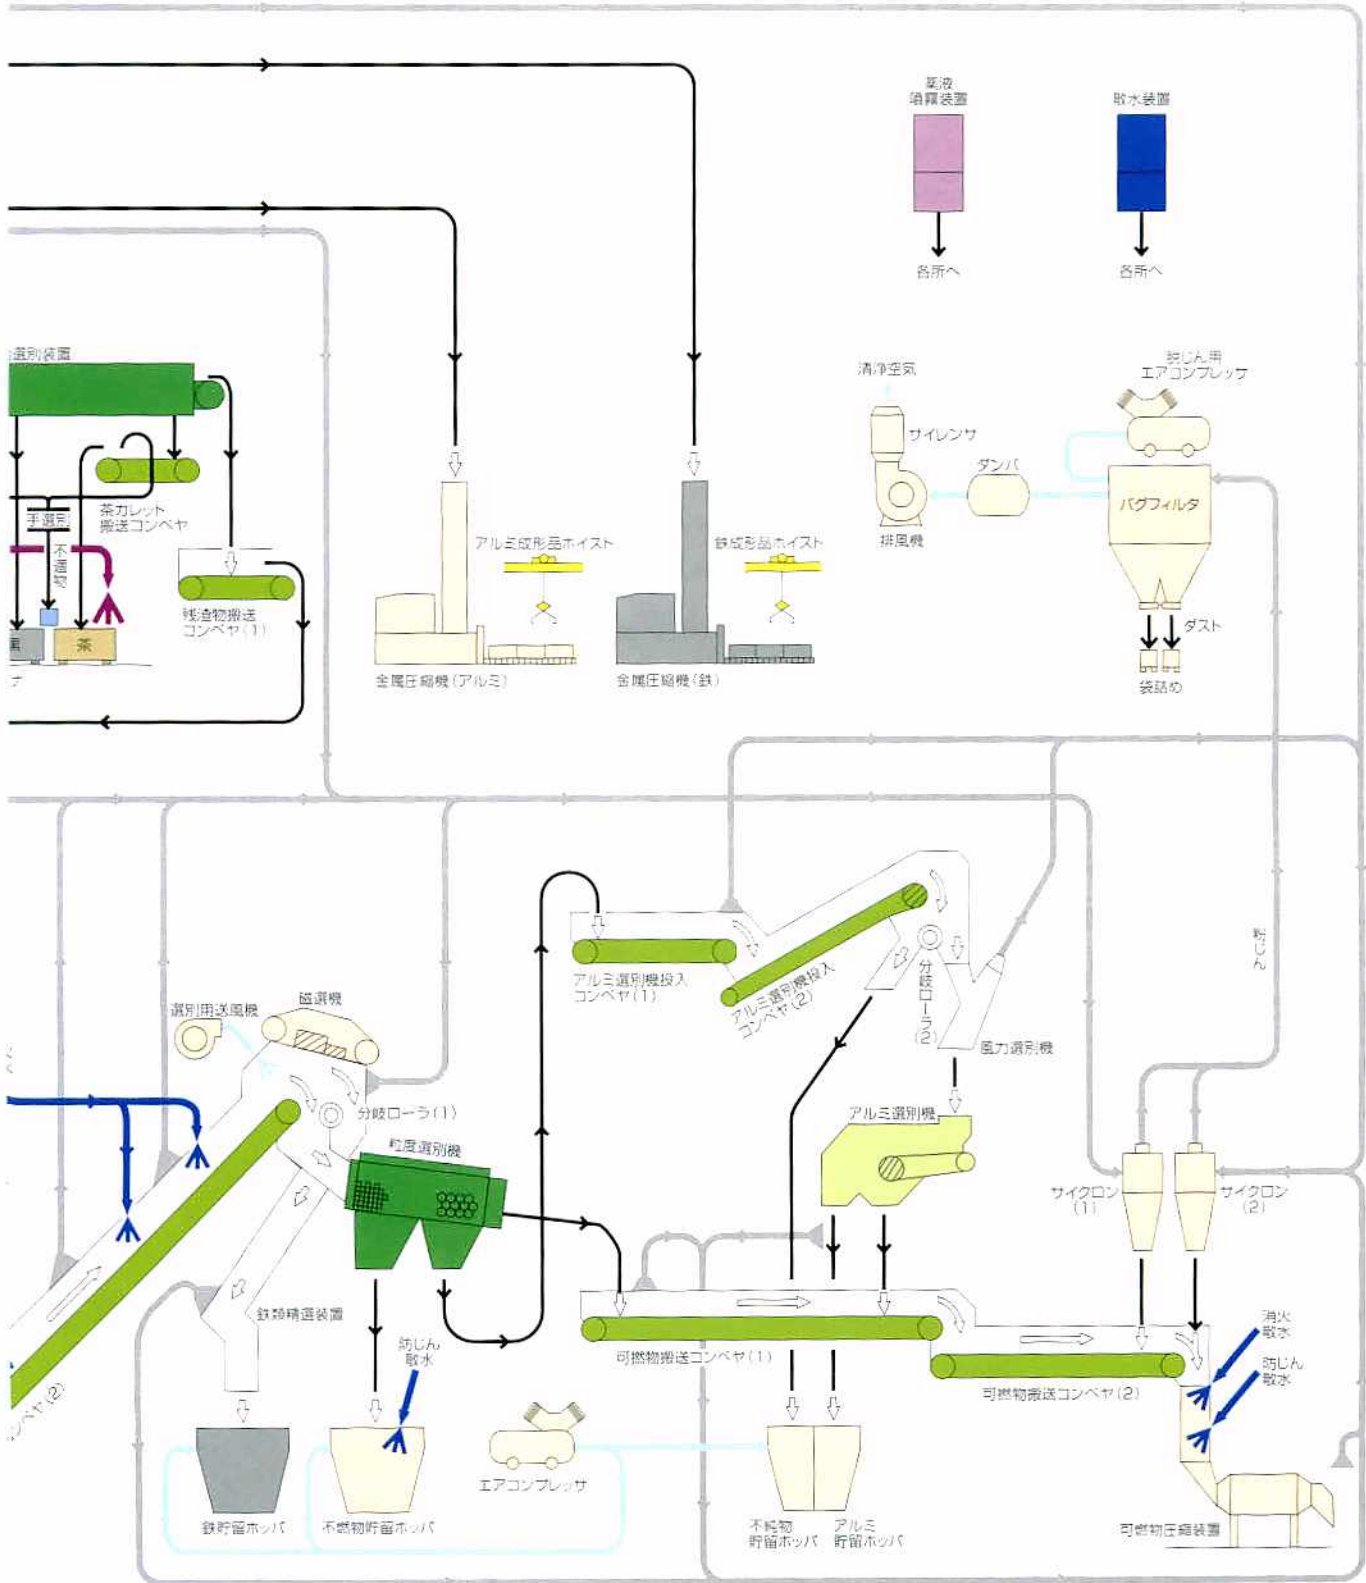 薬液
噴霧装置
散水装置
各所へ
各所へ
選別装置
清浄空気
脱じん用
エアコンプレッサ
サイレンサ
ダンパ
バグフィルタ
排風機
茶カレット
搬送コンベヤ
手選別
不適物
アルミ成形品ホイスト
鉄成形品ホイスト
残渣物搬送
コンベヤ(1)
ダスト
茶
ナ
金属圧縮機(アルミ)
金属圧縮機(鉄)
袋詰め
粉じん
アルミ選別機投入
コンベヤ(1)
アルミ選別機投入
コンベヤ(2)
分岐ローラ(2)
風力選別機
選別用送風機
磁選機
分岐ローラ(1)
粒度選別機
アルミ選別機
サイクロン
(1)
サイクロン
(2)
鉄類精選装置
防じん
散水
可燃物搬送コンベヤ(1)
可燃物搬送コンベヤ(2)
消火
散水
防じん
散水
ンベヤ(2)
エアコンプレッサ
鉄貯留ホッパ
不燃物貯留ホッパ
不純物
貯留ホッパ
アルミ
貯留ホッパ
可燃物圧縮装置